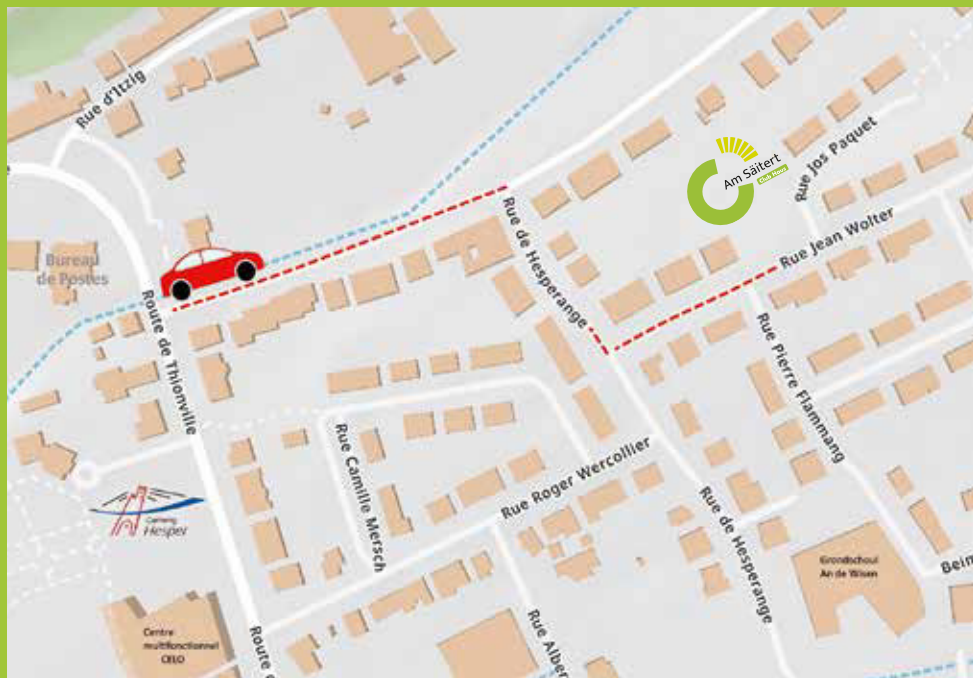 Rue d'Itzig
e
Bureau
de Postes
Route de Thionville
Am Säitert
Club Haus
Rue Jos Paquet
Rue Jean Wolter
Rue de Hesperange
Rue Pierre Flammang
Rue Camille Mersch
Rue Roger Wercollier
Camping
Hesper
Rue de Hesperange
Grondschoul
An de Wisen
Bein
Centre
multifonctionnel
CELO
Route d
Rue Alber